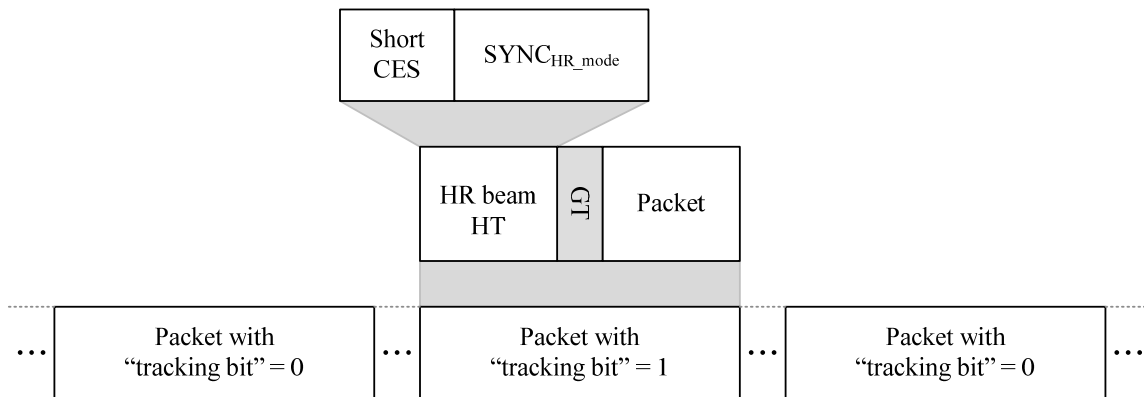 Short
CES
SYNCHR_mode
HR beam
HT
GT
Packet
... Packet with
“tracking bit” = 0
... Packet with
“tracking bit” = 1
... Packet with
“tracking bit” = 0
...